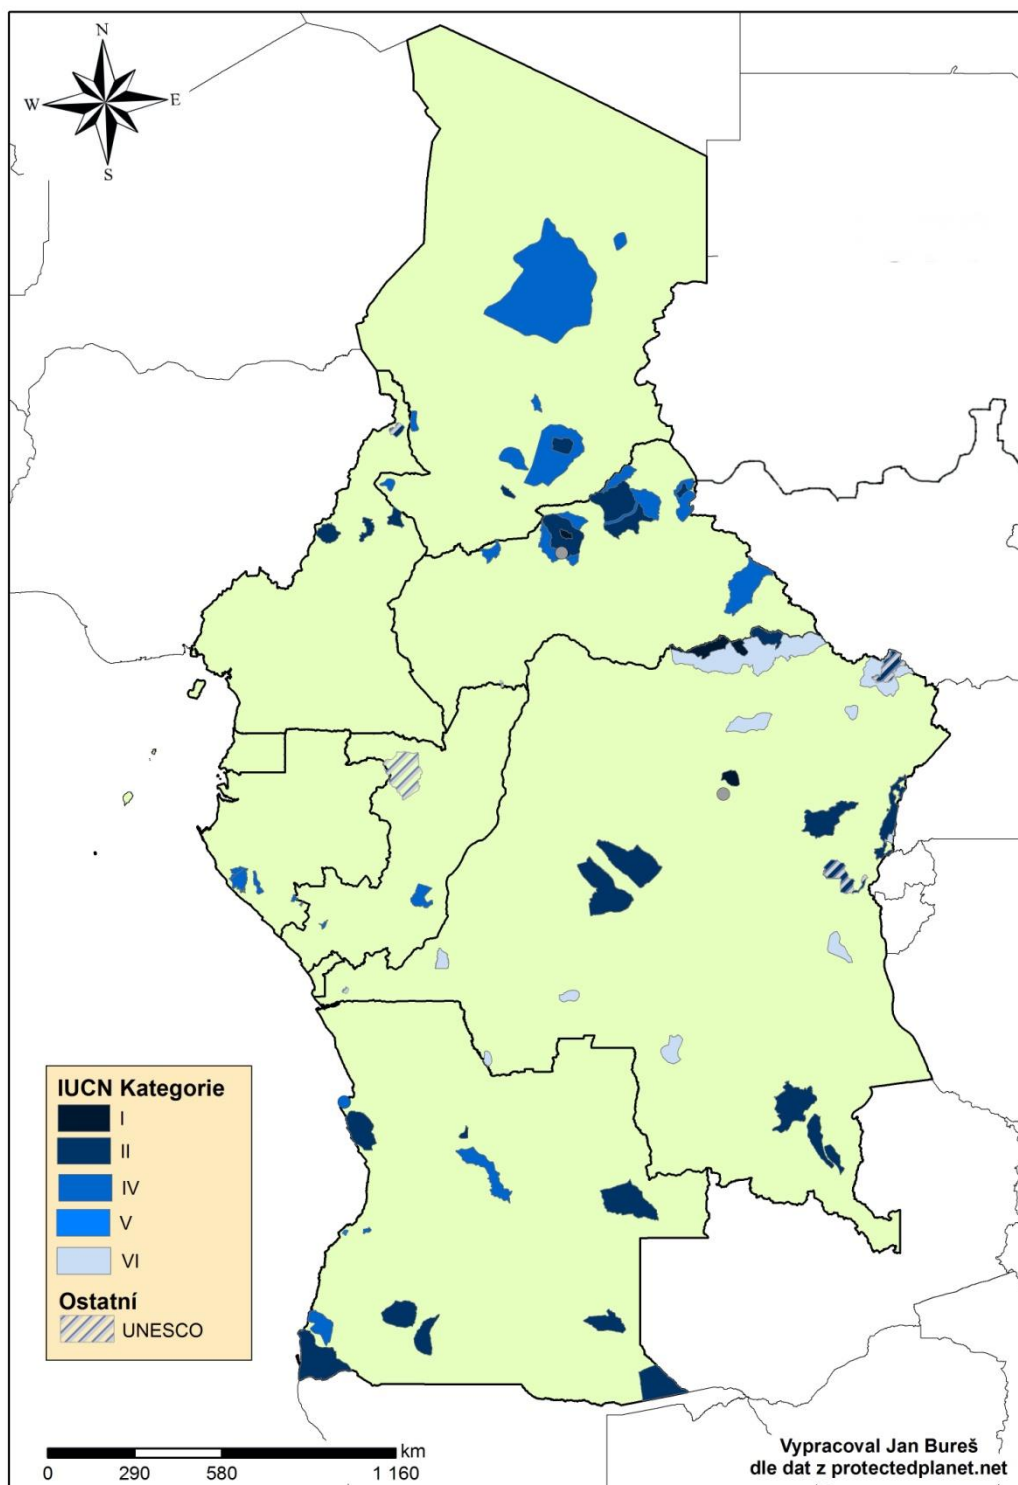 N
W
E
S
IUCN Kategorie
I
II
IV
V
VI
Ostatní
UNESCO
km
0 290 580 1 160
Vypracoval Jan Bureš
dle dat z protectedplanet.net